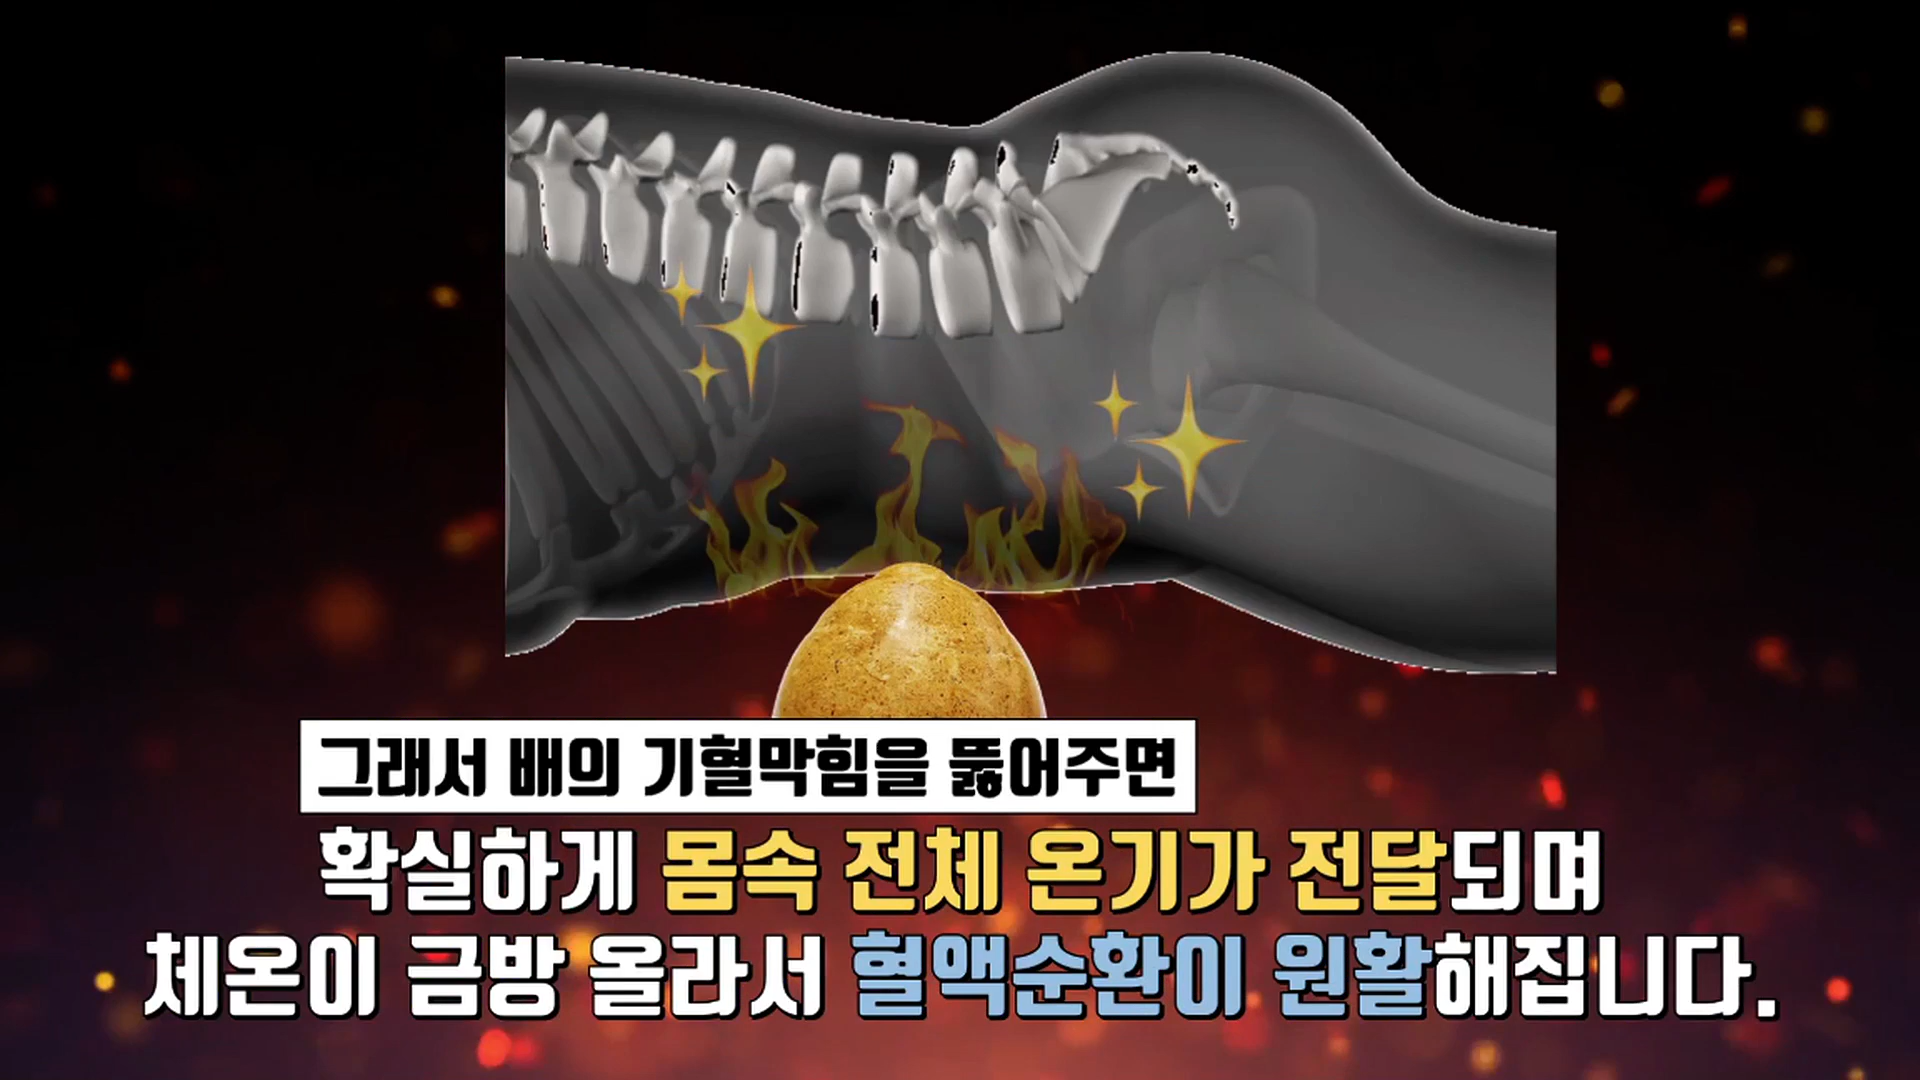 그래서 배의 기혈막힘을 뚫어주면
확실하게 몸속 전체 온기가 전달되며
체온이 금방 올라서 혈액순환이 원활해집니다.